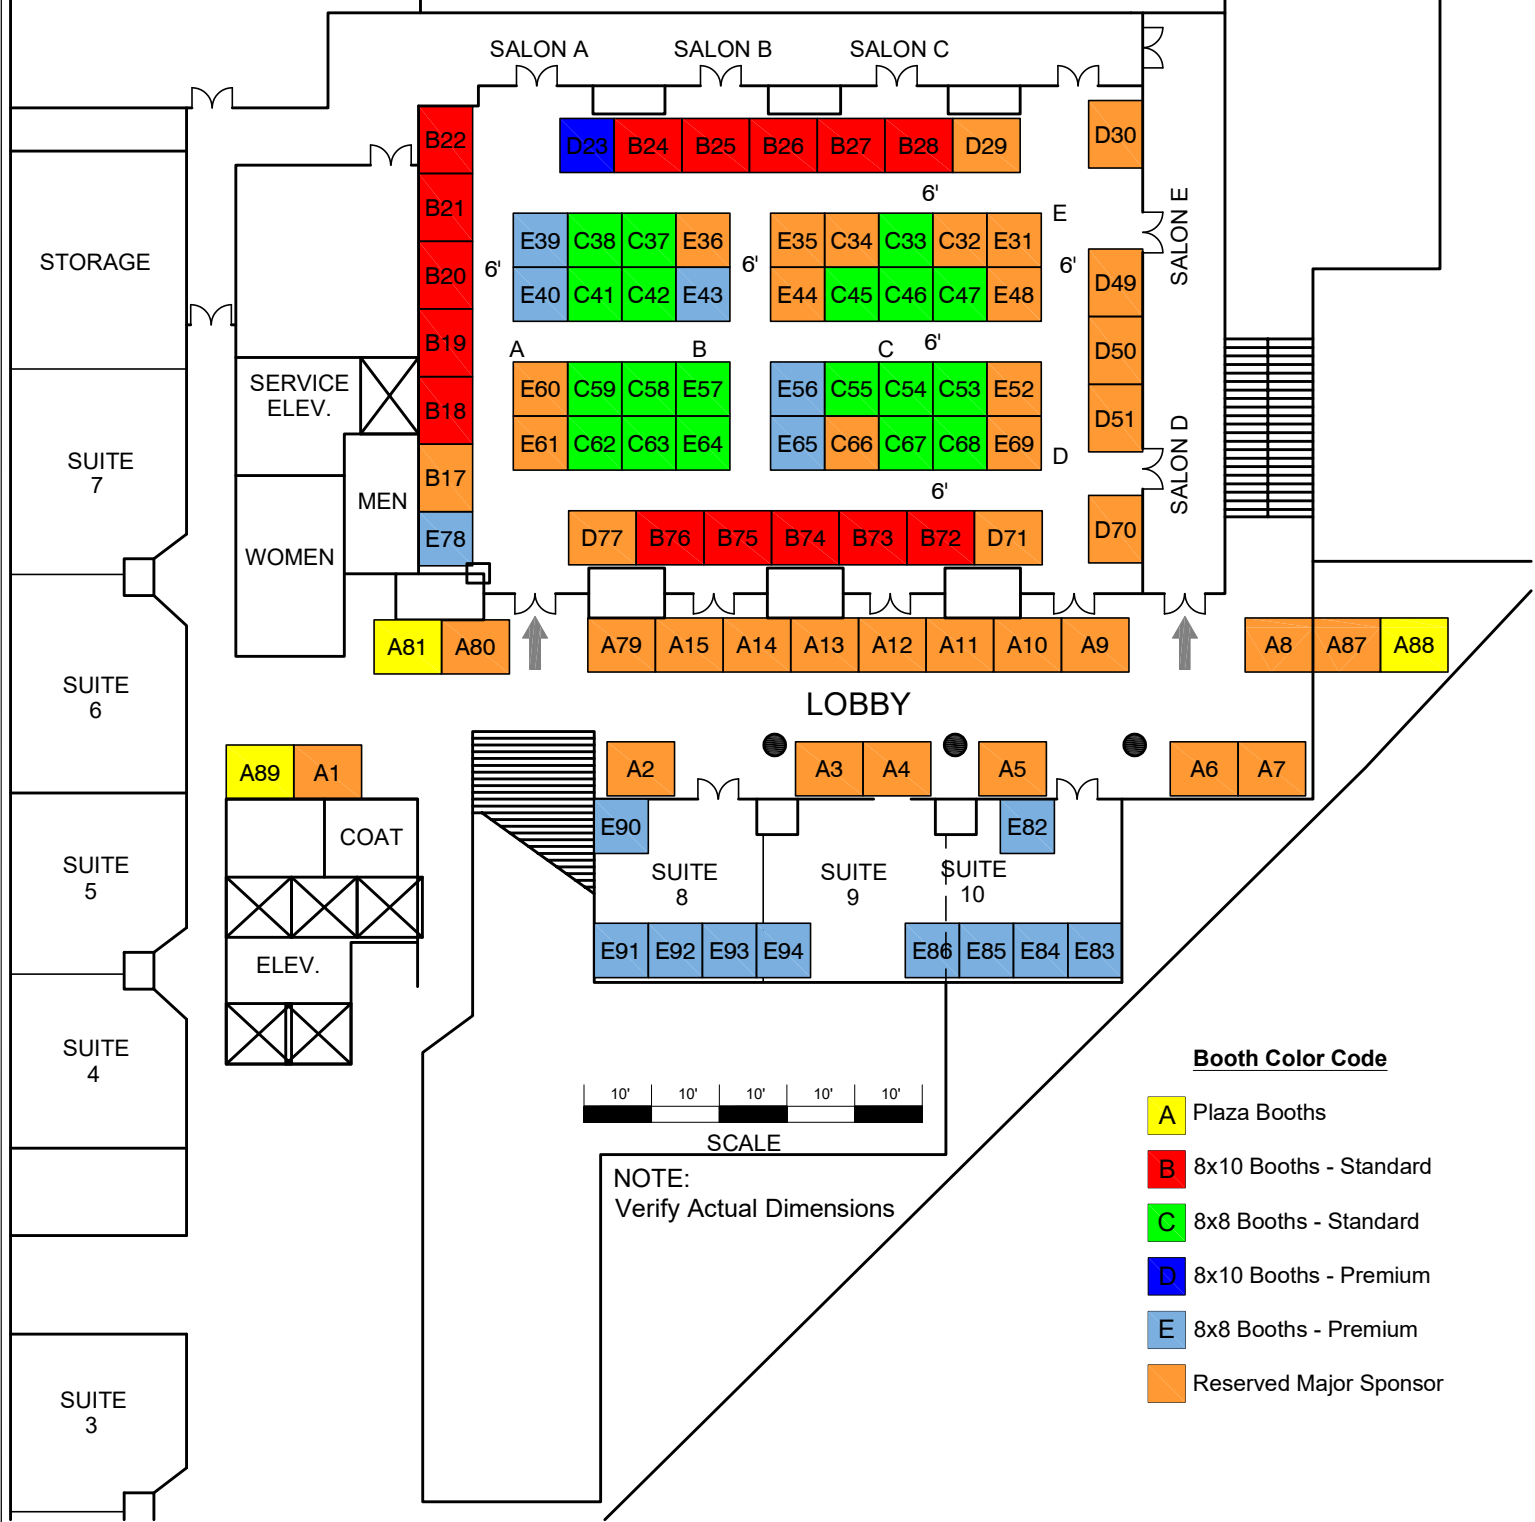 SALON A SALON B SALON C
D30
B22
D23 B24 B25 B26 B27 B28 D29
6'
B21
E
SALON E
E39 C38 C37 E36 E35 C34 C33 C32 E31
STORAGE
6' 6' 6'
B20
E40 C41 C42 E43 E44 C45 C46 C47 E48
D49
B19
A B C 6'
D50
SERVICE
ELEV.
E60 C59 C58 E57 E56 C55 C54 C53 E52
B18
D51
E61 C62 C63 E64 E65 C66 C67 C68 E69
D
SALON D
SUITE
7
B17
MEN
6'
E78
D77 B76 B75 B74 B73 B72 D71
D70
WOMEN
A81 A80 A79 A15 A14 A13 A12 A11 A10 A9 A8 A87 A88
SUITE
6
LOBBY
A89 A1 A2 A3 A4 A5 A6 A7
COAT
E90 E82
SUITE
5
SUITE
8
SUITE
9
SUITE
10
ELEV.
E91 E92 E93 E94 E86 E85 E84 E83
SUITE
4
10' 10' 10' 10' 10'
SCALE
NOTE:
Verify Actual Dimensions
Booth Color Code
A Plaza Booths
B 8x10 Booths - Standard
C 8x8 Booths - Standard
D 8x10 Booths - Premium
E 8x8 Booths - Premium
Reserved Major Sponsor
SUITE
3